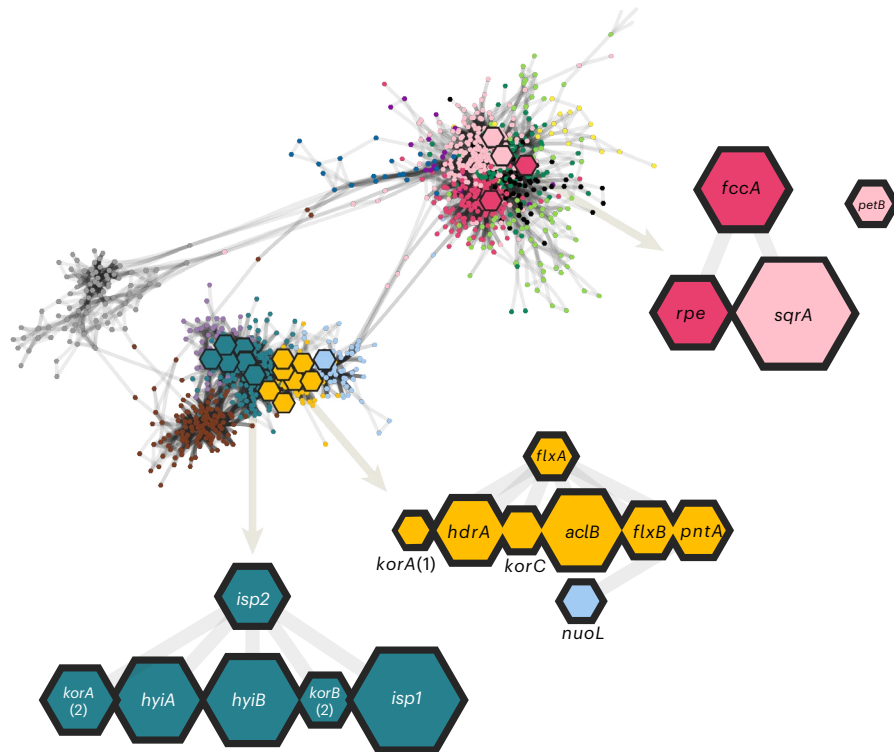 fccA
petB
rpe
sqrA
flxA
hdrA
aclB
flxB
pntA
korA(1)
korC
nuoL
isp2
korA
(2)
hyiA
hyiB
korB
(2)
isp1